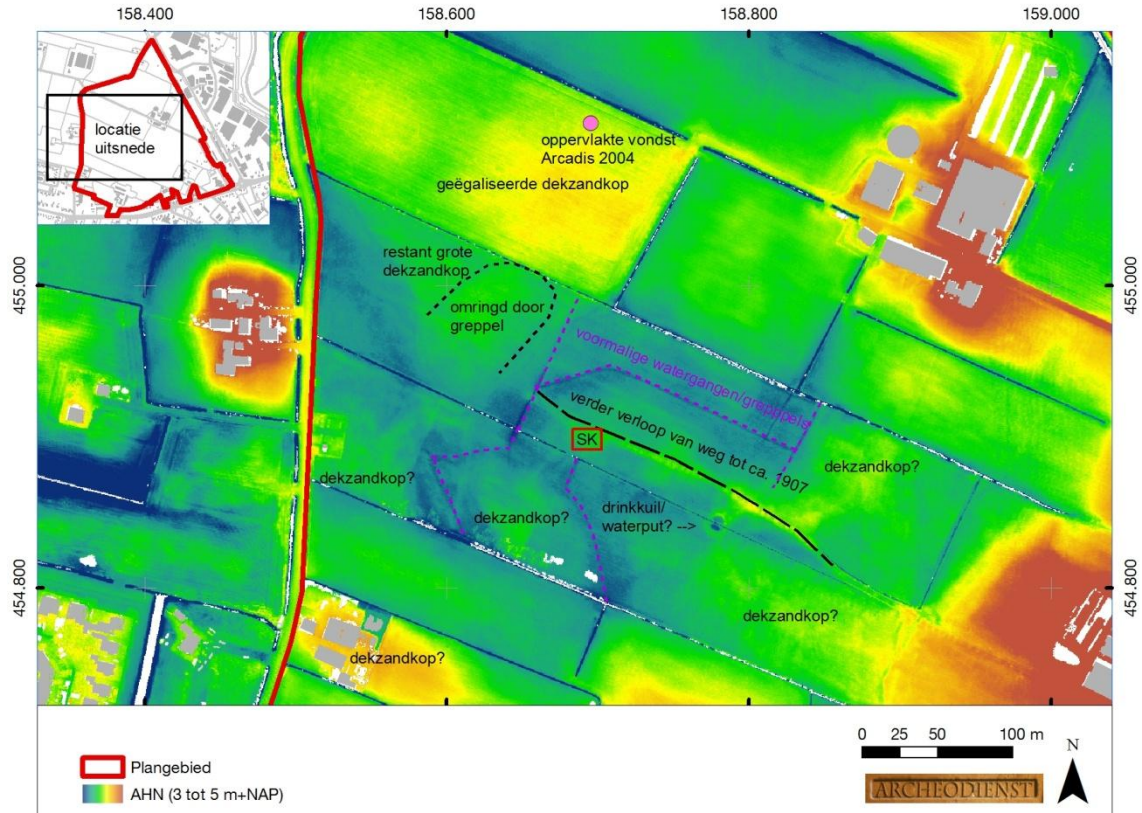 158.400
158.600
158.800
159.000
locatie
uitsnede
oppervlakte vondst
Arcadis 2004
geëgaliseerde dekzandkop
restant grote
dekzandkop
omringd door
greppel
455.000
455.000
voormalige watergangen/grepppels
verder verloop van weg tot ca. 1907
SK
dekzandkop?
dekzandkop?
dekzandkop?
drinkkuil/
waterput? -->
454.800
454.800
dekzandkop?
dekzandkop?
Plangebied
AHN (3 tot 5 m+NAP)
0 25 50 100 m
N
ARCHEODIENST